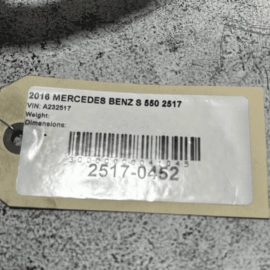 2016 MERCEDES BENZ S 550 2517
VIN: A232517
Weight:
Dimensions:
2517-0452